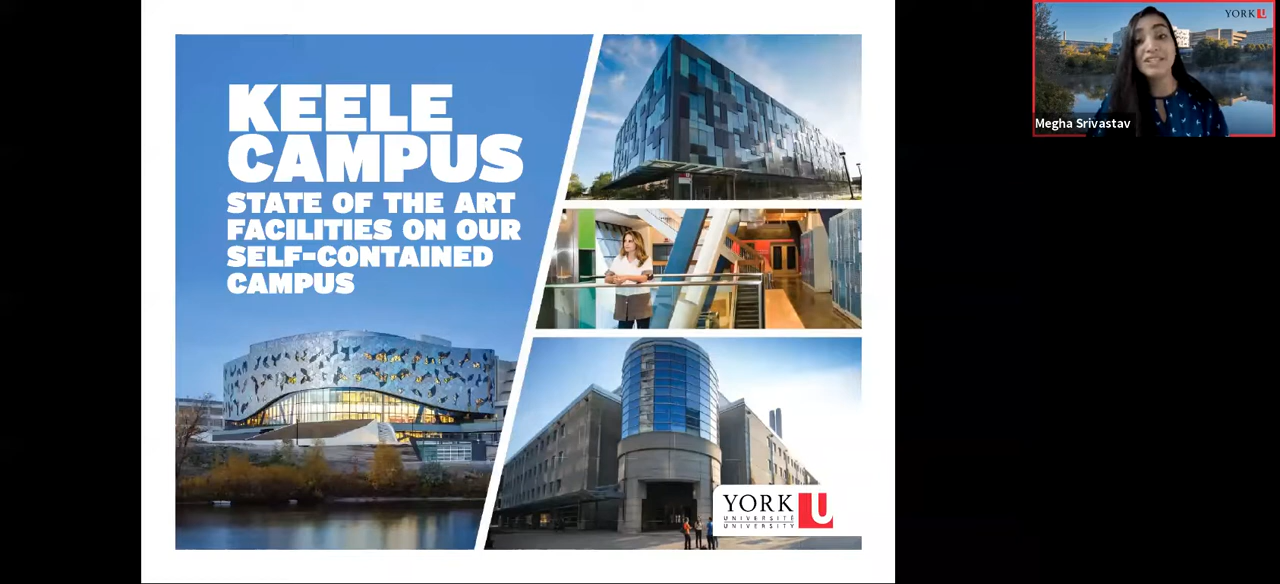 KEELE
CAMPUS
STATE OF THE ART
FACILITIES ON OUR
SELF-CONTAINED
CAMPUS
YORK U
UNIVERSITÉ
UNIVERSITY
YORK U
Megha Srivastav